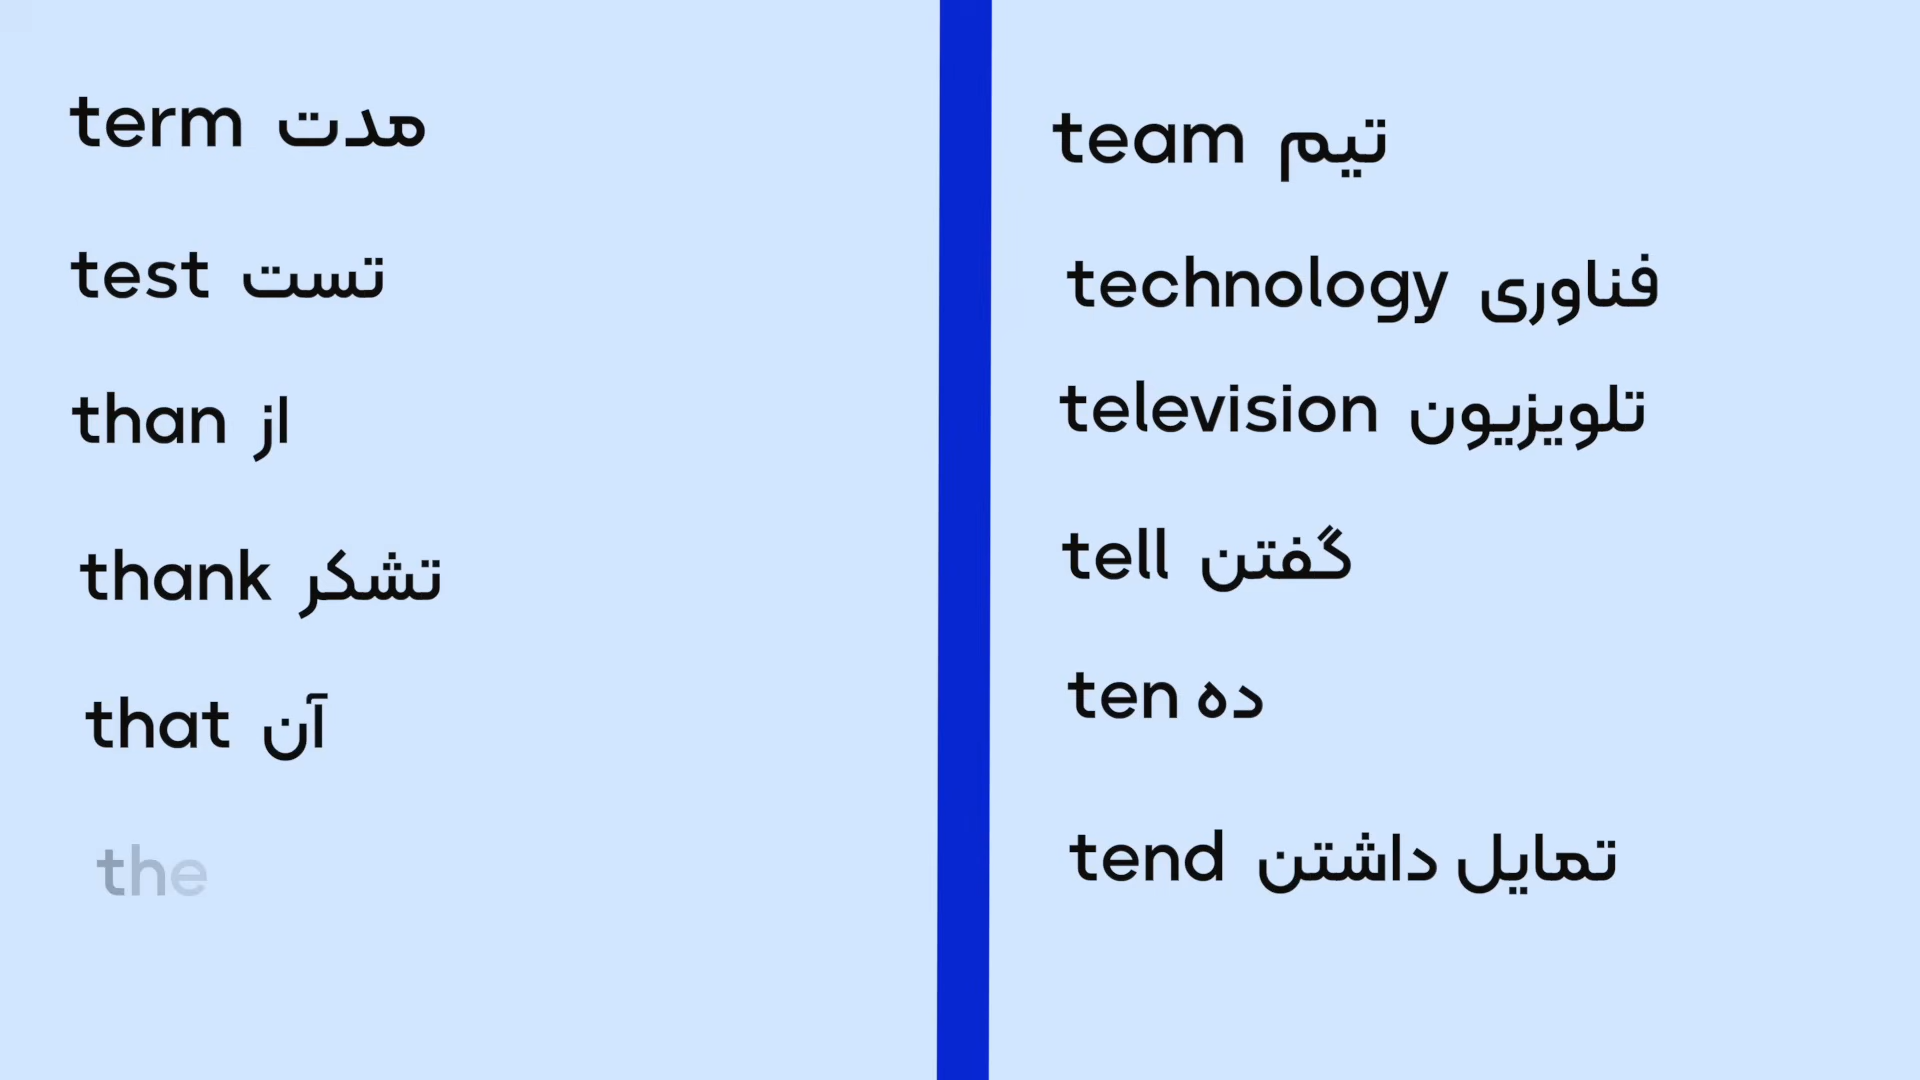 term مدت
test تست
than از
thank تشکر
that آن
the
team تیم
technology فناوری
television تلویزیون
tell گفتن
ten ده
tend تمایل داشتن